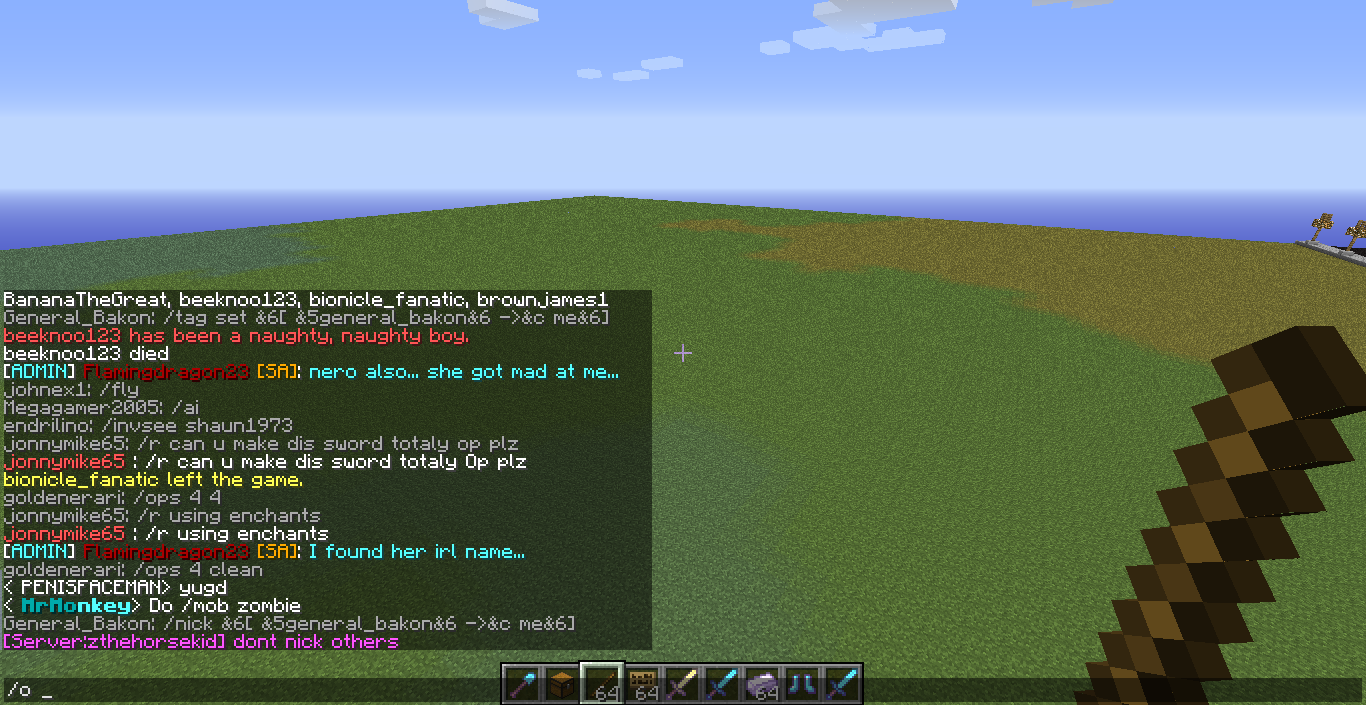 BananaTheGreat, beeknoo123, bionicle_fanatic, brownjames1
General_Bakon: /tag set &6[ &5general_bakon&6 ->&c me&6]
beeknoo123 has been a naughty, naughty boy.
beeknoo123 died
[ADMIN] Flamingdragon23 [SA]: nero also... she got mad at me...
johnex1: /fly
Megagamer2005: /ai
endrilino: /invsee shaun1973
jonnymike65: /r can u make dis sword totaly op plz
jonnymike65 : /r can u make dis sword totaly Op plz
bionicle_fanatic left the game.
goldenerari: /ops 4 4
jonnymike65: /r using enchants
jonnymike65 : /r using enchants
[ADMIN] Flamingdragon23 [SA]: I found her irl name...
goldenerari: /ops 4 clean
< PENISFACEMAN> yugd
< MrMonkey> Do /mob zombie
General_Bakon: /nick &6[ &5general_bakon&6 ->&c me&6]
[Server:zthehorsekid] dont nick others
64 64 64
/o _